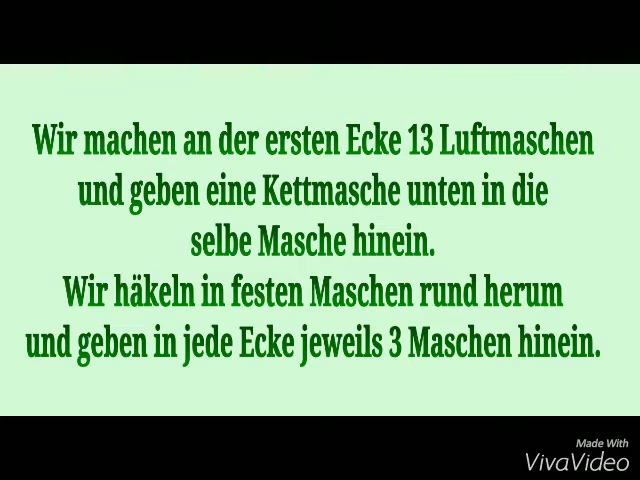 Wir machen an der ersten Ecke 13 Luftmaschen
und geben eine Kettmasche unten in die
selbe Masche hinein.
Wir häkeln in festen Maschen rund herum
und geben in jede Ecke jeweils 3 Maschen hinein.
Made With
VivaVideo